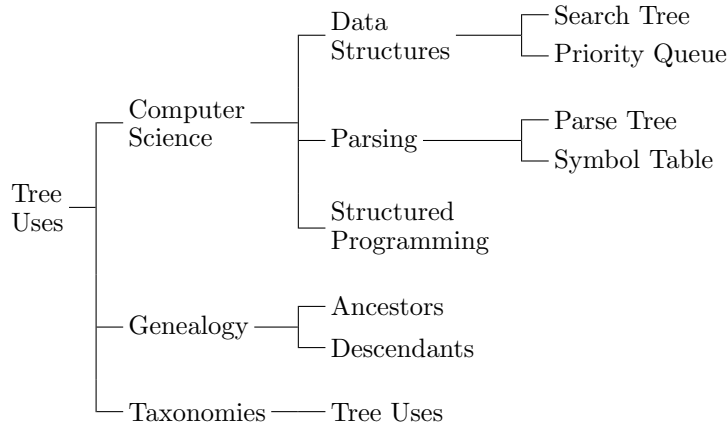 Tree
Uses
Computer
Science
Data
Structures
Search Tree
Priority Queue
Parsing
Parse Tree
Symbol Table
Structured
Programming
Genealogy
Ancestors
Descendants
Taxonomies
Tree Uses